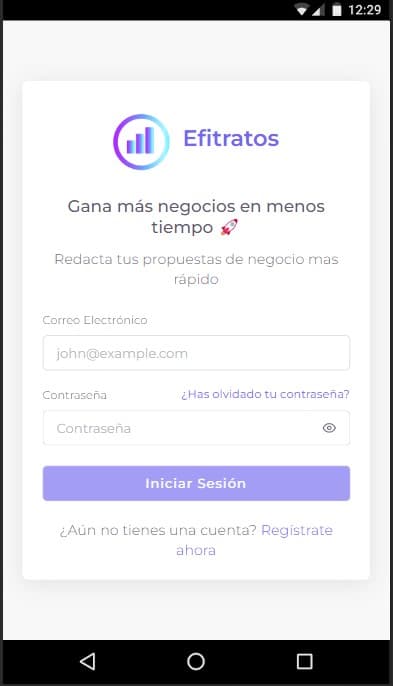 12:29
Efitratos
Gana más negocios en menos
tiempo 🚀
Redacta tus propuestas de negocio mas
rápido
Correo Electrónico
john@example.com
Contraseña ¿Has olvidado tu contraseña?
Contraseña
Iniciar Sesión
¿Aún no tienes una cuenta? Regístrate
ahora